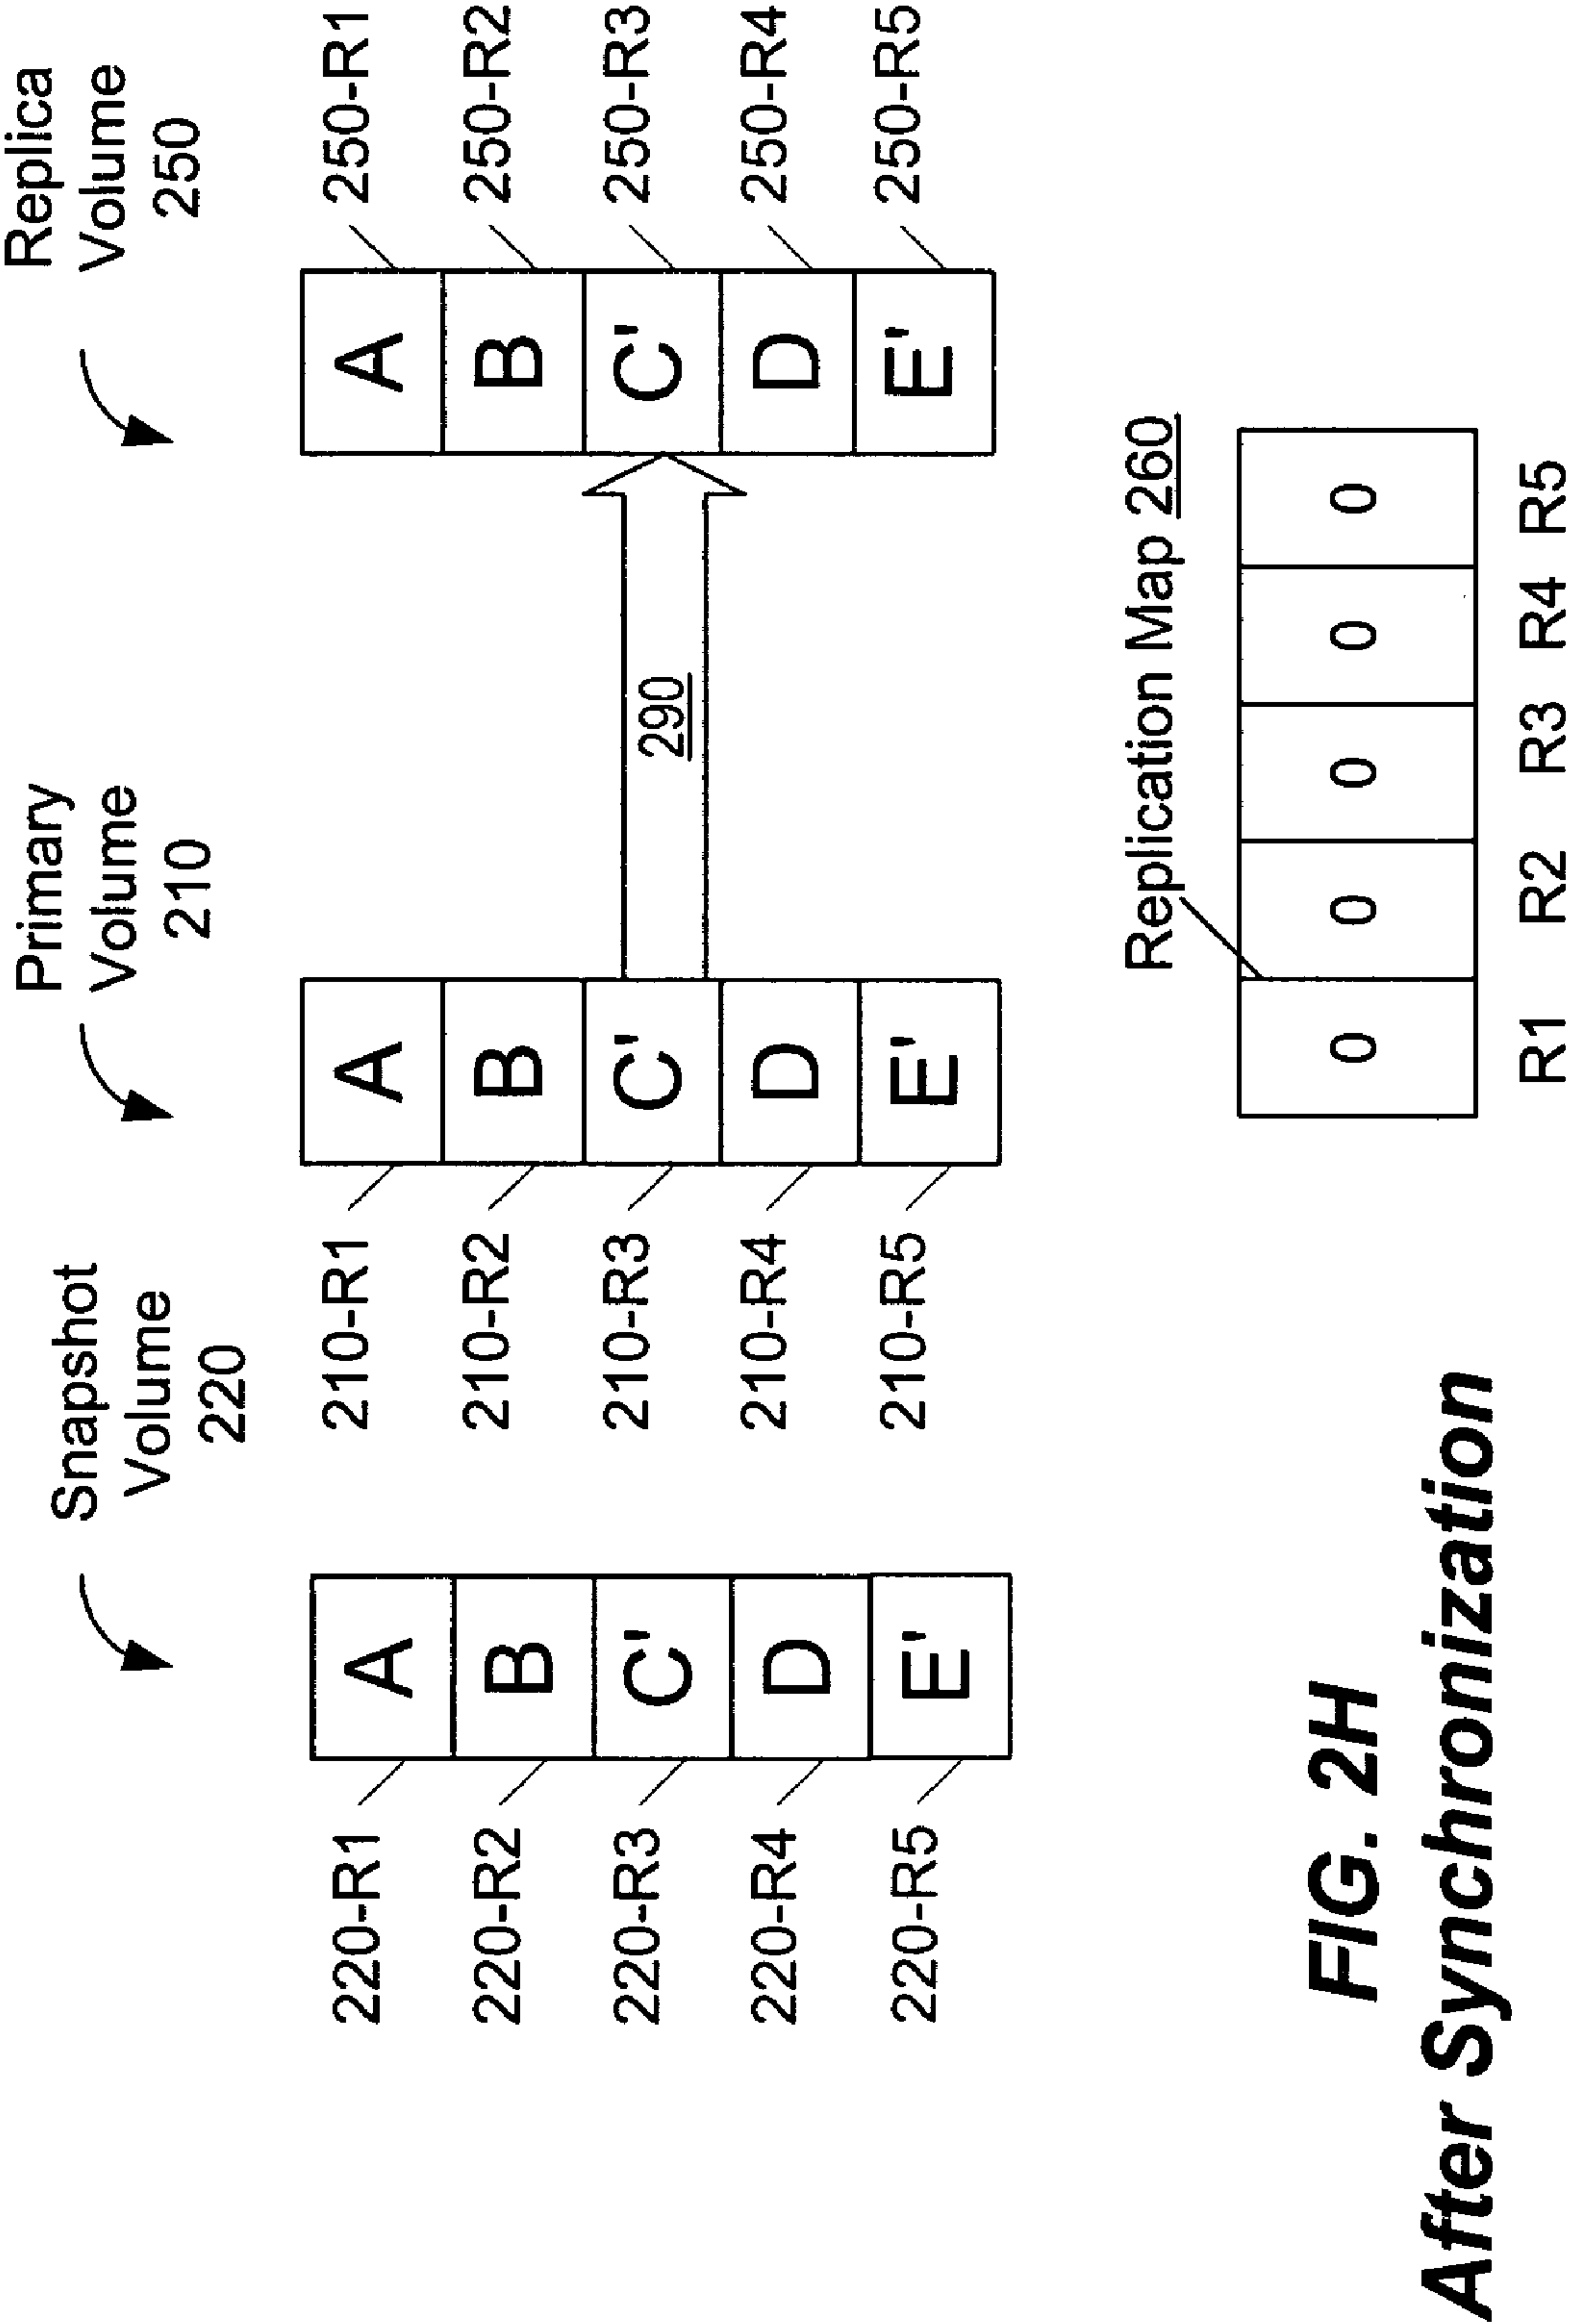 Snapshot
Volume
220
Primary
Volume
210
Replica
Volume
250
220-R1
A
220-R2
B
220-R3
C'
220-R4
D
220-R5
E'
210-R1
A
210-R2
B
210-R3
C'
210-R4
D
210-R5
E'
290
A
250-R1
B
250-R2
C'
250-R3
D
250-R4
E'
250-R5
Replication Map 260
0 0 0 0 0
R1 R2 R3 R4 R5
FIG. 2H
After Synchronization